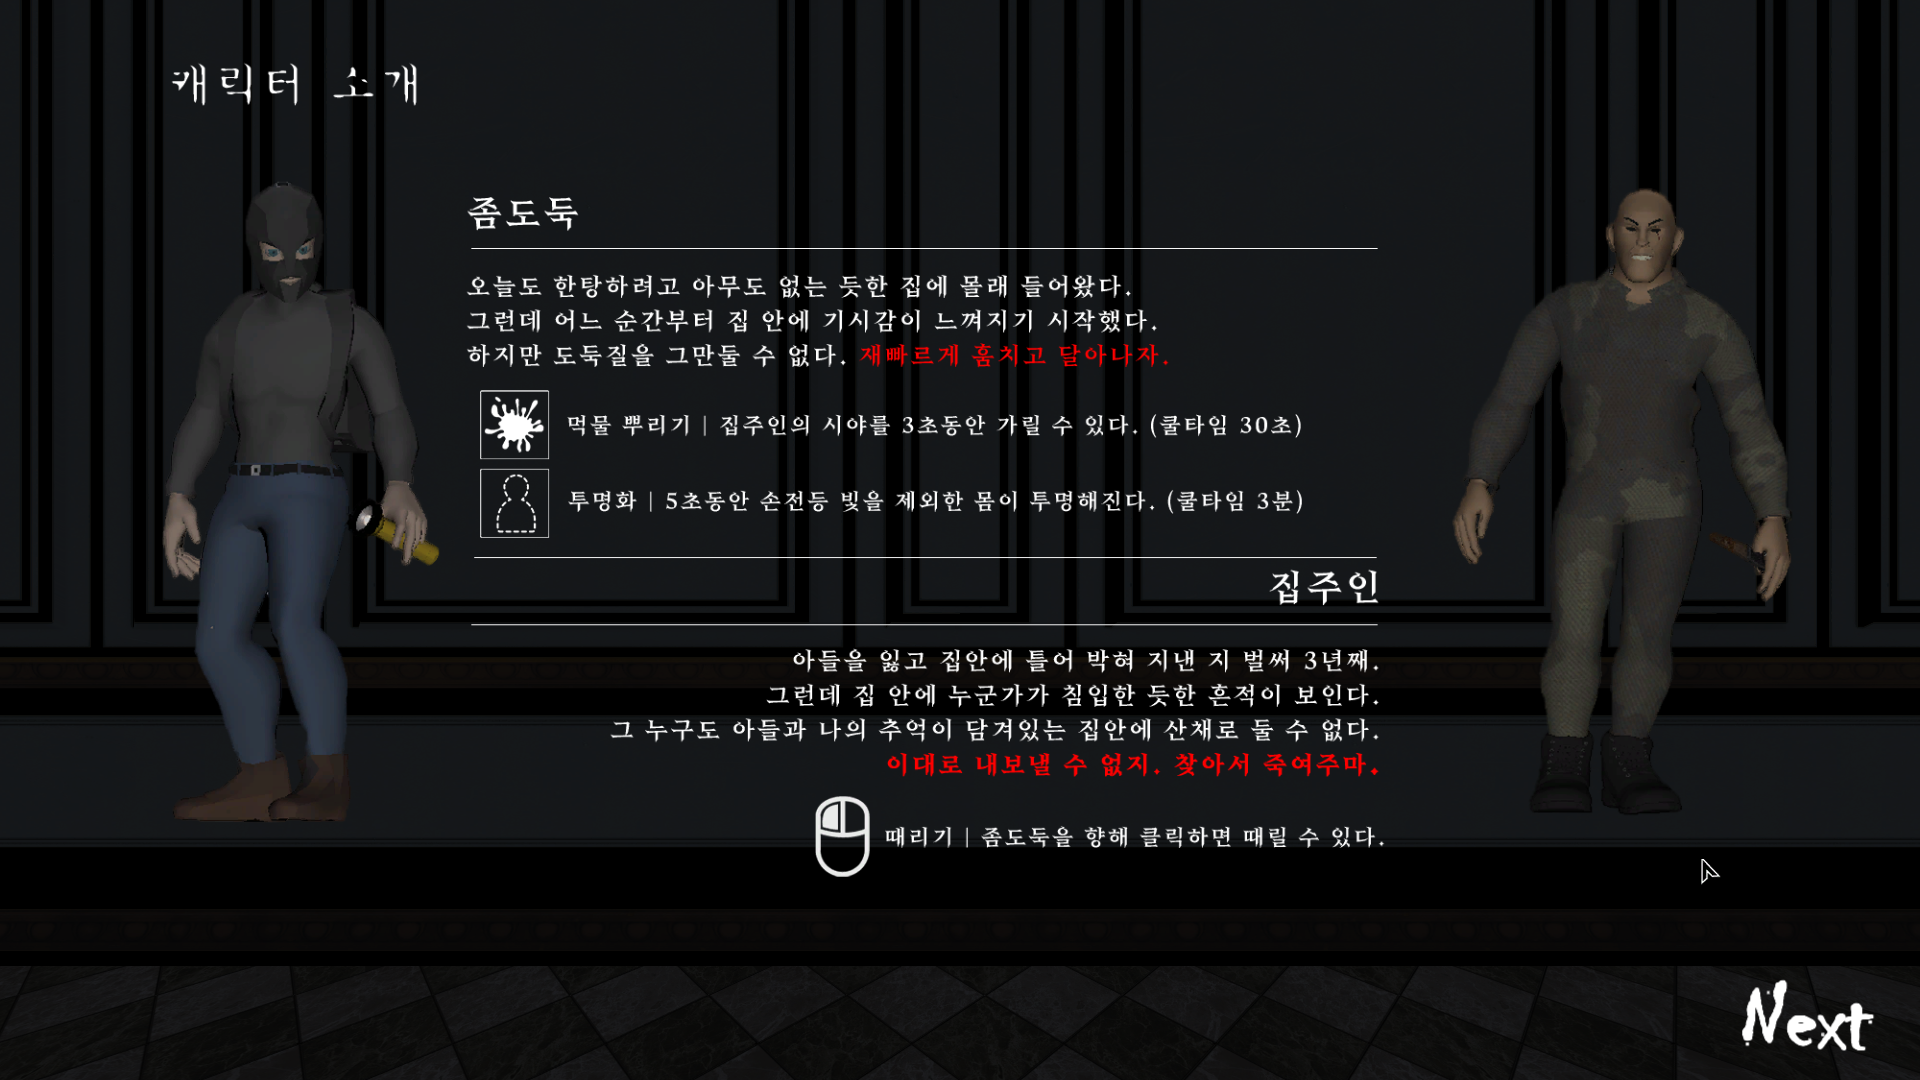 캐릭터 소개
좀도둑
오늘도 한탕하려고 아무도 없는 듯한 집에 몰래 들어왔다.
그런데 어느 순간부터 집 안에 기시감이 느껴지기 시작했다.
하지만 도둑질을 그만둘 수 없다. 재빠르게 훔치고 달아나자.
먹물 뿌리기 | 집주인의 시야를 3초동안 가릴 수 있다. (쿨타임 30초)
투명화 | 5초동안 손전등 빛을 제외한 몸이 투명해진다. (쿨타임 3분)
집주인
아들을 잃고 집안에 틀어 박혀 지낸 지 벌써 3년째.
그런데 집 안에 누군가가 침입한 듯한 흔적이 보인다.
그 누구도 아들과 나의 추억이 담겨있는 집안에 산채로 둘 수 없다.
이대로 내보낼 수 없지. 찾아서 죽여주마.
때리기 | 좀도둑을 향해 클릭하면 때릴 수 있다.
Next